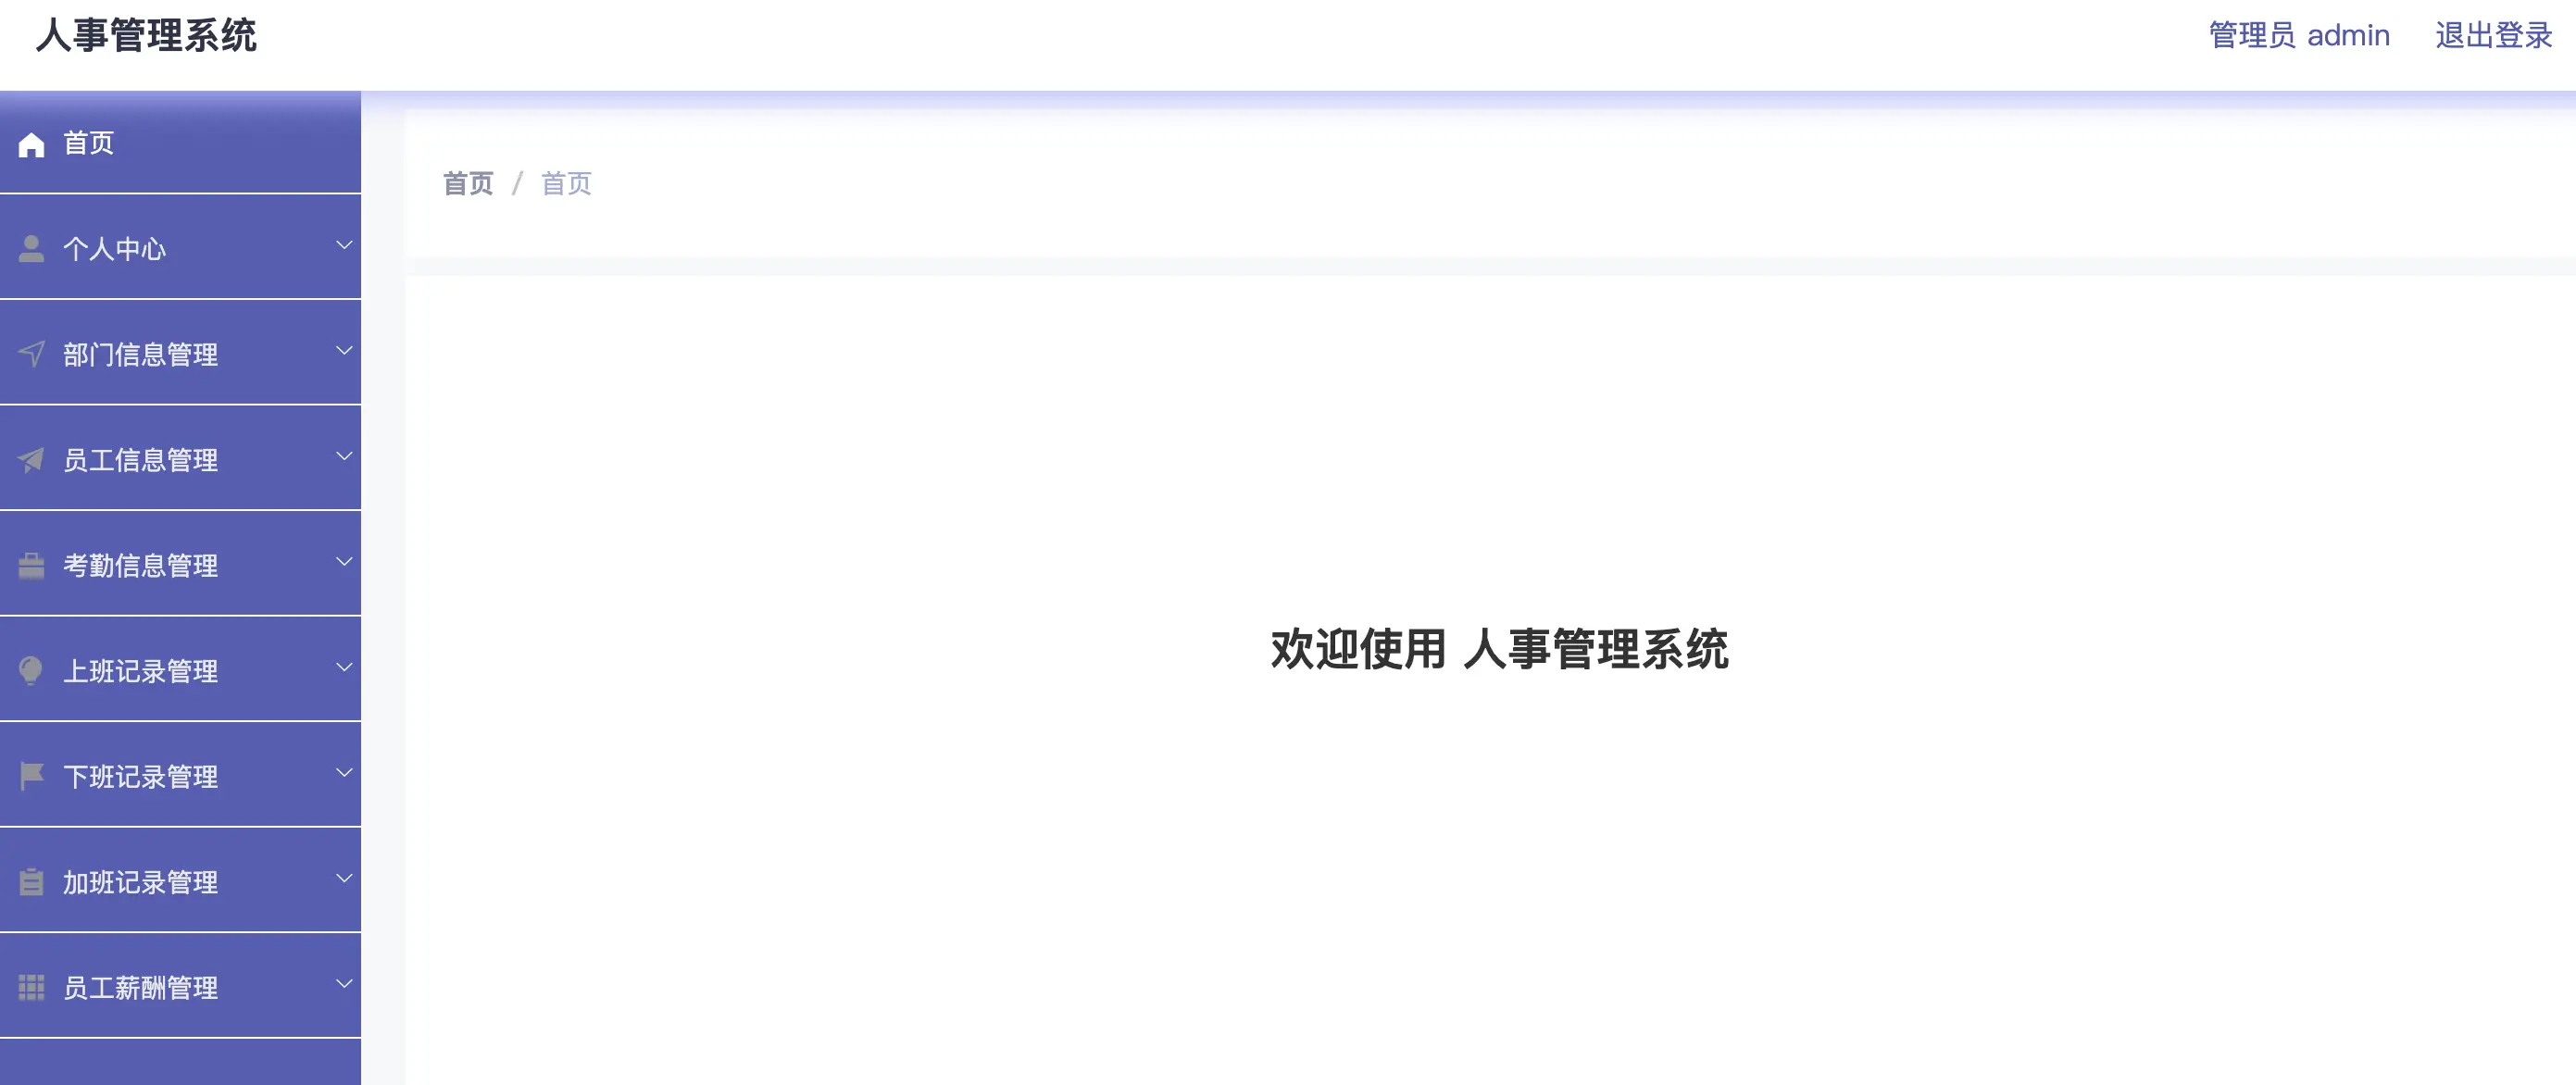 人事管理系统
管理员 admin 退出登录
首页
个人中心
部门信息管理
员工信息管理
考勤信息管理
上班记录管理
下班记录管理
加班记录管理
员工薪酬管理
首页 / 首页
欢迎使用 人事管理系统